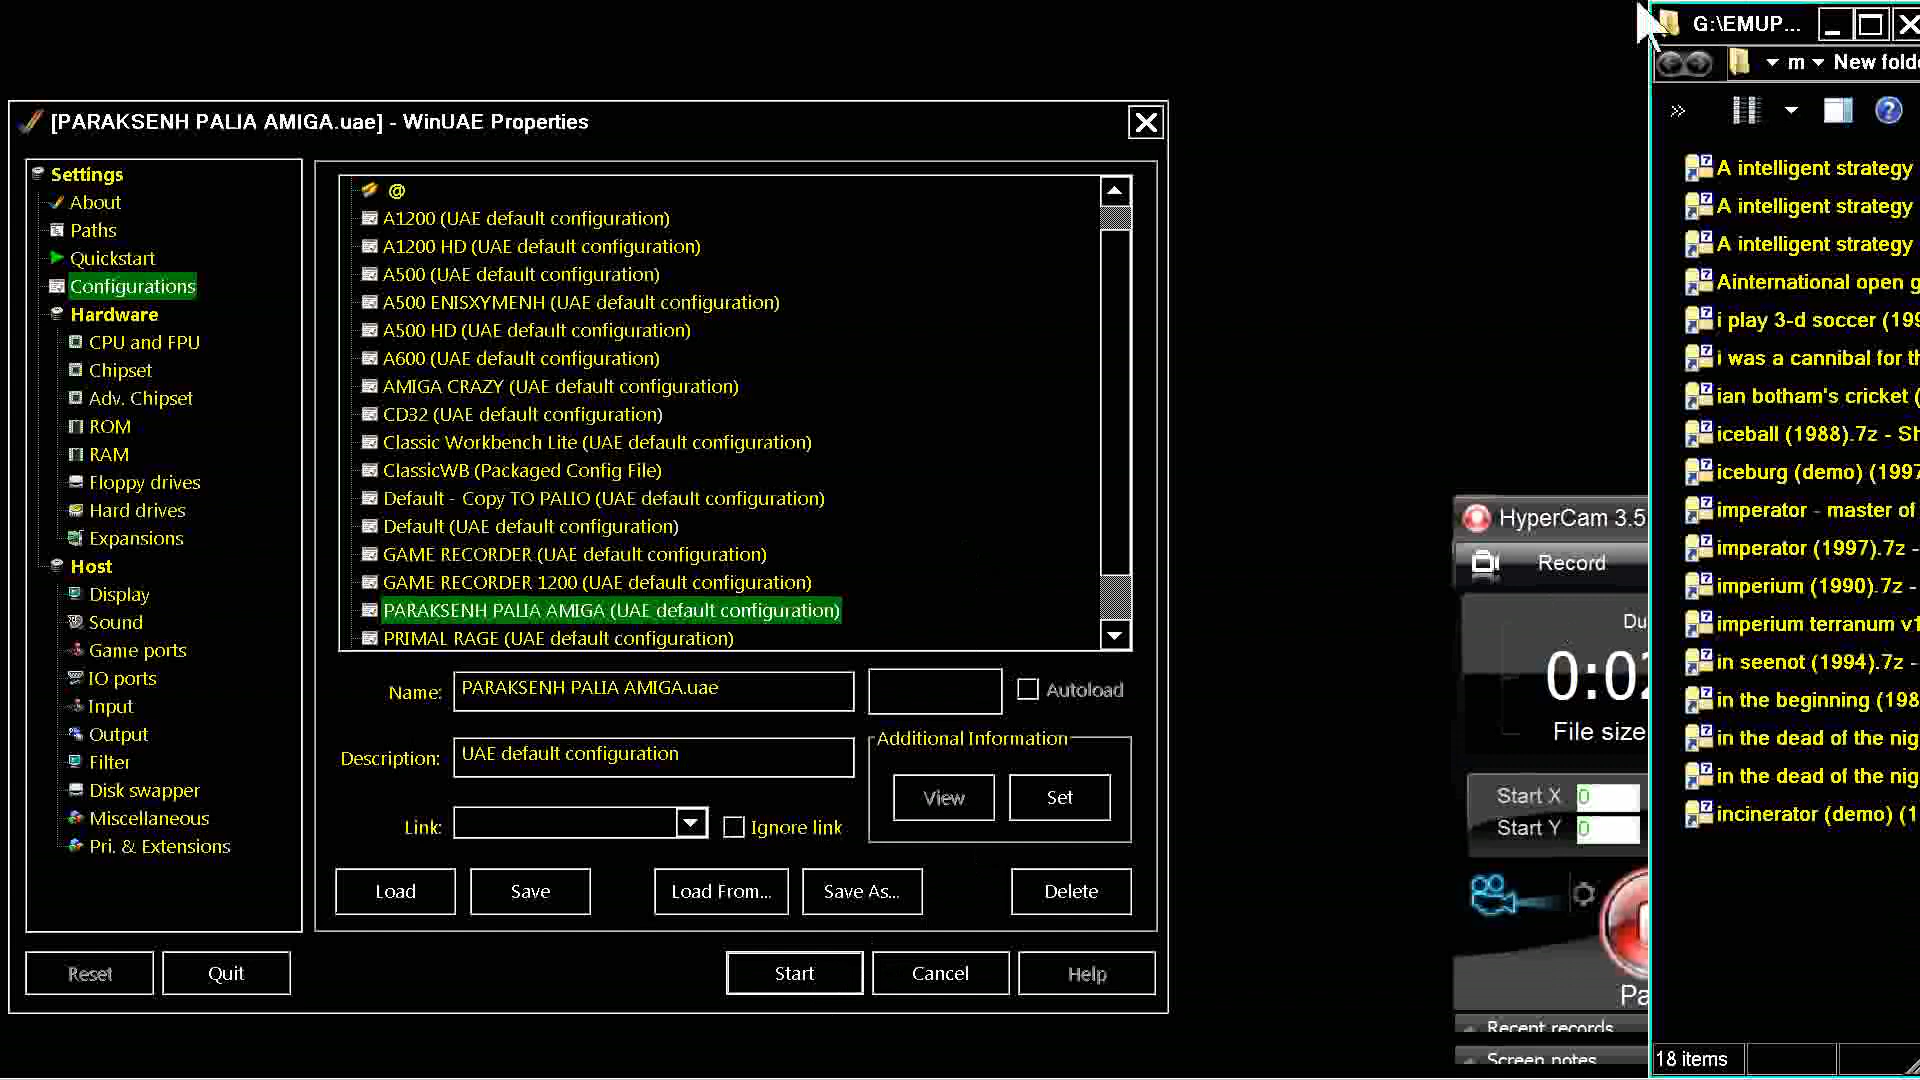 [PARAKSENH PALIA AMIGA.uae] - WinUAE Properties
Settings
About
Paths
Quickstart
Configurations
Hardware
CPU and FPU
Chipset
Adv. Chipset
ROM
RAM
Floppy drives
Hard drives
Expansions
Host
Display
Sound
Game ports
IO ports
Input
Output
Filter
Disk swapper
Miscellaneous
Pri. & Extensions
@
A1200 (UAE default configuration)
A1200 HD (UAE default configuration)
A500 (UAE default configuration)
A500 ENISXYMENH (UAE default configuration)
A500 HD (UAE default configuration)
A600 (UAE default configuration)
AMIGA CRAZY (UAE default configuration)
CD32 (UAE default configuration)
Classic Workbench Lite (UAE default configuration)
ClassicWB (Packaged Config File)
Default - Copy TO PALIO (UAE default configuration)
Default (UAE default configuration)
GAME RECORDER (UAE default configuration)
GAME RECORDER 1200 (UAE default configuration)
PARAKSENH PALIA AMIGA (UAE default configuration)
PRIMAL RAGE (UAE default configuration)
Name: PARAKSENH PALIA AMIGA.uae
Autoload
Description: UAE default configuration
Additional Information
View Set
Link: Ignore link
Load Save Load From... Save As... Delete
Reset Quit Start Cancel Help
HyperCam 3.5
Record
Du
0:02
File size
Start X 0
Start Y 0
Pa
Recent records
Screen notes
G:\EMUP...
m New folde
A intelligent strategy
A intelligent strategy
A intelligent strategy
Ainternational open g
i play 3-d soccer (199
i was a cannibal for th
ian botham's cricket (
iceball (1988).7z - Sh
iceburg (demo) (1997
imperator - master of
imperator (1997).7z -
imperium (1990).7z -
imperium terranum v1
in seenot (1994).7z -
in the beginning (198
in the dead of the nig
in the dead of the nig
incinerator (demo) (1
18 items